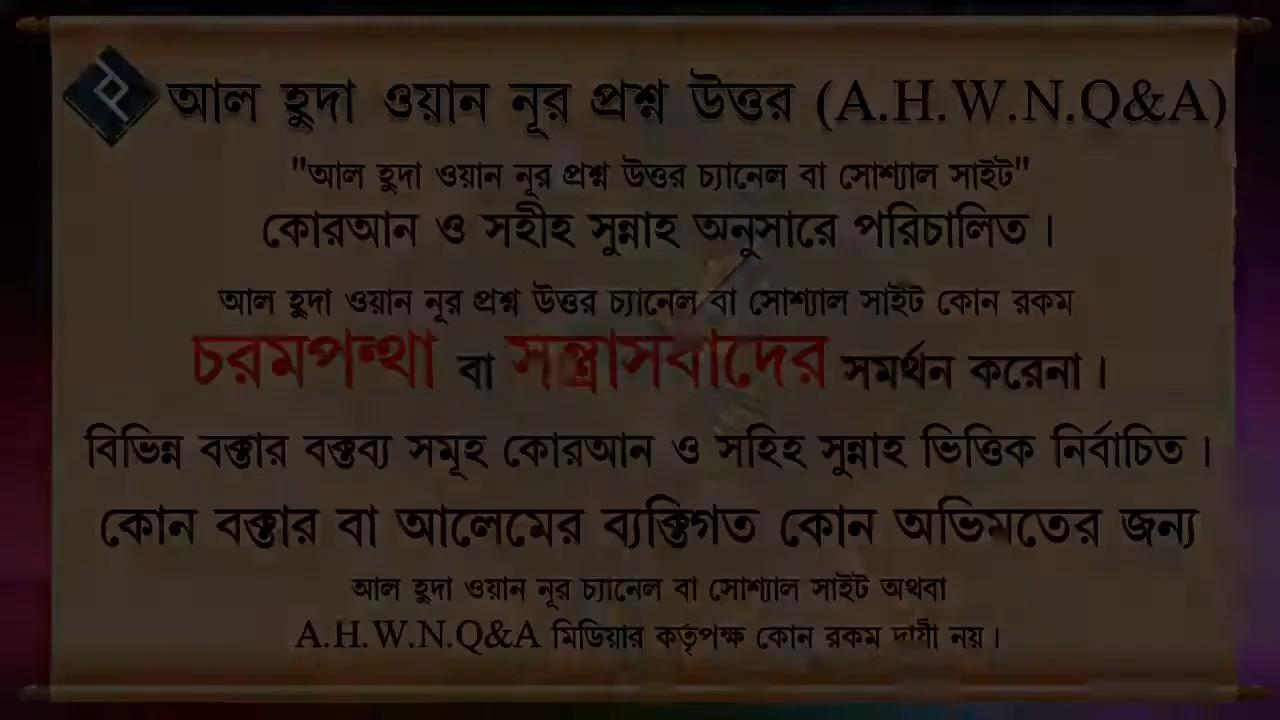 আল হুদা ওয়ান নূর প্রশ্ন উত্তর (A.H.W.N.Q&A)
"আল হুদা ওয়ান নূর প্রশ্ন উত্তর চ্যানেল বা সোশ্যাল সাইট"
কোরআন ও সহীহ সুন্নাহ অনুসারে পরিচালিত।
আল হুদা ওয়ান নূর প্রশ্ন উত্তর চ্যানেল বা সোশ্যাল সাইট কোন রকম
চরমপন্থা বা সন্ত্রাসবাদের সমর্থন করেনা।
বিভিন্ন বক্তার বক্তব্য সমূহ কোরআন ও সহিহ সুন্নাহ ভিত্তিক নির্বাচিত।
কোন বক্তার বা আলেমের ব্যক্তিগত কোন অভিমতের জন্য
আল হুদা ওয়ান নূর চ্যানেল বা সোশ্যাল সাইট অথবা
A.H.W.N.Q&A মিডিয়ার কর্তৃপক্ষ কোন রকম দায়ী নয়।